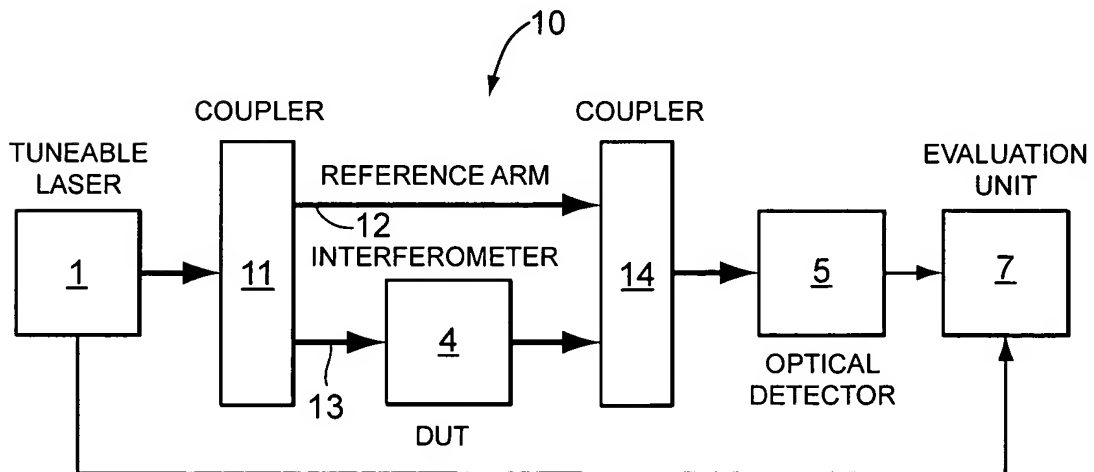 10
COUPLER
COUPLER
TUNEABLE
LASER
REFERENCE ARM
EVALUATION
UNIT
12
INTERFEROMETER
1
11
14
5
7
4
13
DUT
OPTICAL
DETECTOR